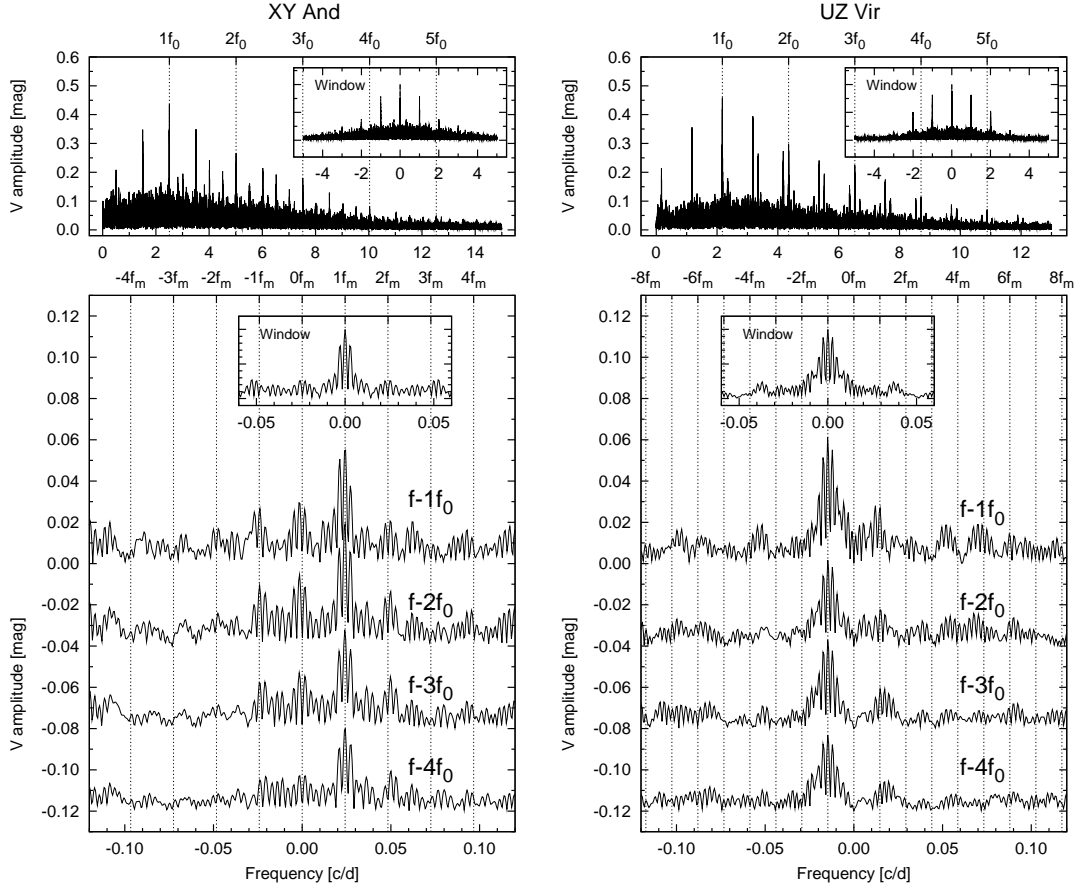 XY And
1f0 2f0 3f0 4f0 5f0
V amplitude [mag]
0.6
0.5
0.4
0.3
0.2
0.1
0.0
Window
-4 -2 0 2 4
0 2 4 6 8 10 12 14
-4fm -3fm -2fm -1fm 0fm 1fm 2fm 3fm 4fm
V amplitude [mag]
V amplitude [mag]
0.12
0.10
0.08
0.06
0.04
0.02
0.00
-0.02
-0.04
-0.06
-0.08
-0.10
-0.12
Window
-0.05 0.00 0.05
f-1f0
f-2f0
f-3f0
f-4f0
-0.10 -0.05 0.00 0.05 0.10
Frequency [c/d]
UZ Vir
1f0 2f0 3f0 4f0 5f0
V amplitude [mag]
0.6
0.5
0.4
0.3
0.2
0.1
0.0
Window
-4 -2 0 2 4
0 2 4 6 8 10 12
-8fm -6fm -4fm -2fm 0fm 2fm 4fm 6fm 8fm
V amplitude [mag]
V amplitude [mag]
0.12
0.10
0.08
0.06
0.04
0.02
0.00
-0.02
-0.04
-0.06
-0.08
-0.10
-0.12
Window
-0.05 0.00 0.05
f-1f0
f-2f0
f-3f0
f-4f0
-0.10 -0.05 0.00 0.05 0.10
Frequency [c/d]